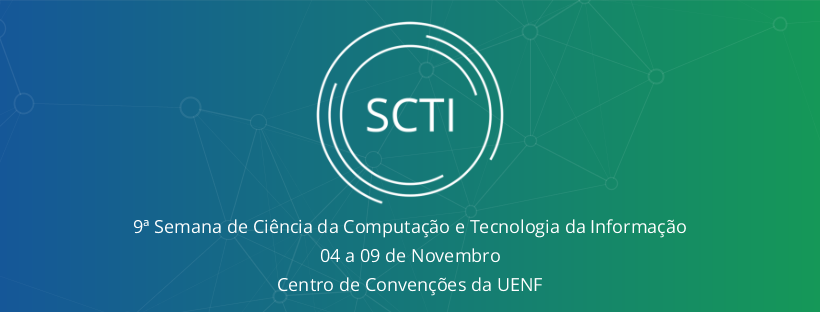 SCTI
9ª Semana de Ciência da Computação e Tecnologia da Informação
04 a 09 de Novembro
Centro de Convenções da UENF